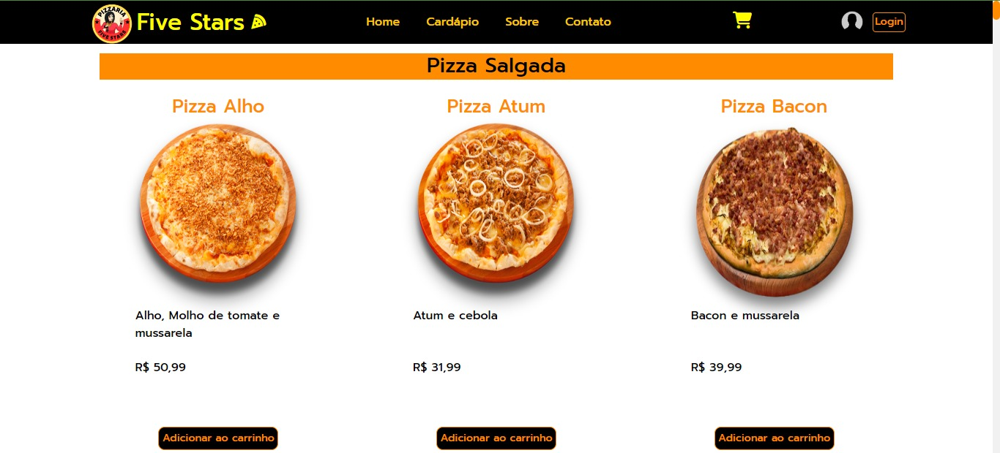 PIZZARIA
FIVE STARS
Five Stars
Home
Cardápio
Sobre
Contato
Login
Pizza Salgada
Pizza Alho
Pizza Atum
Pizza Bacon
Alho, Molho de tomate e
mussarela
Atum e cebola
Bacon e mussarela
R$ 50,99
R$ 31,99
R$ 39,99
Adicionar ao carrinho
Adicionar ao carrinho
Adicionar ao carrinho